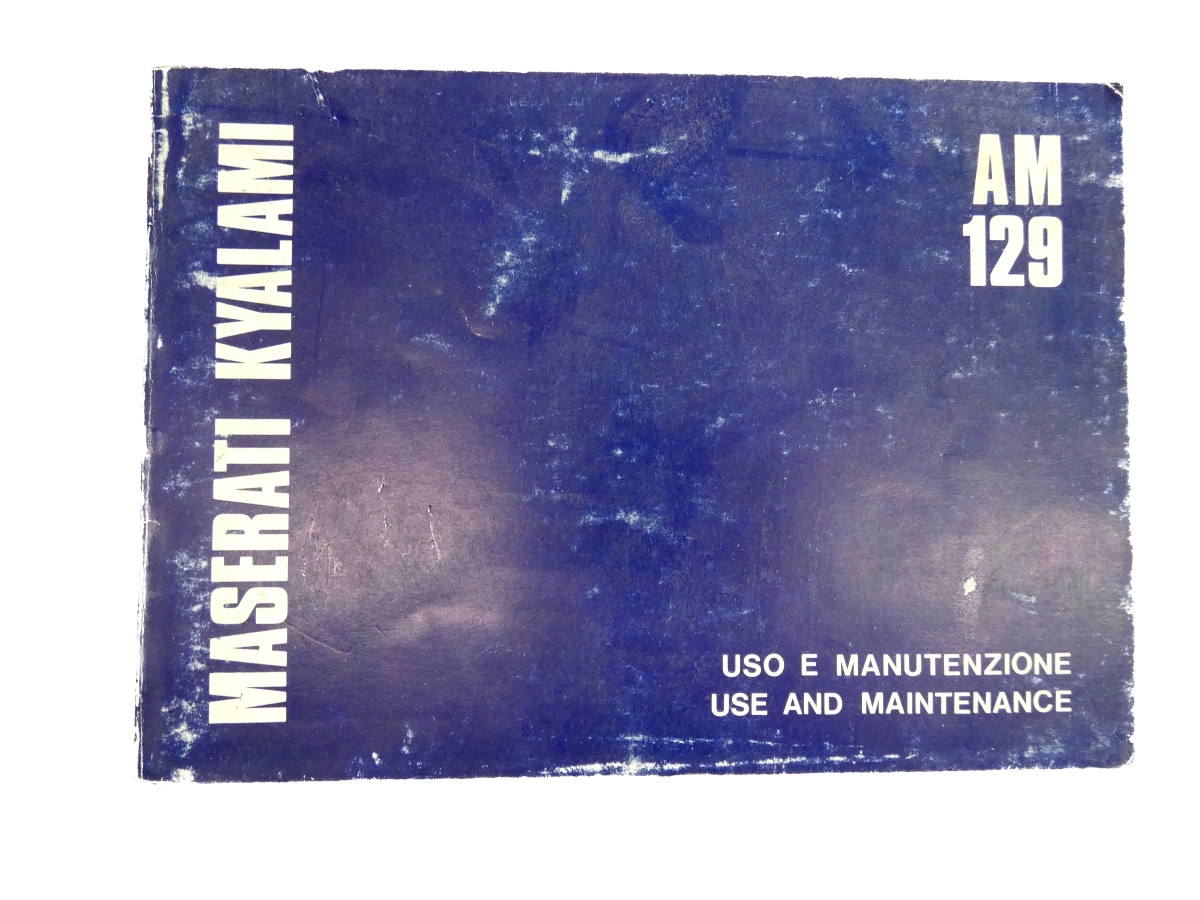 MASERATI KYALAMI
AM
129
USO E MANUTENZIONE
USE AND MAINTENANCE